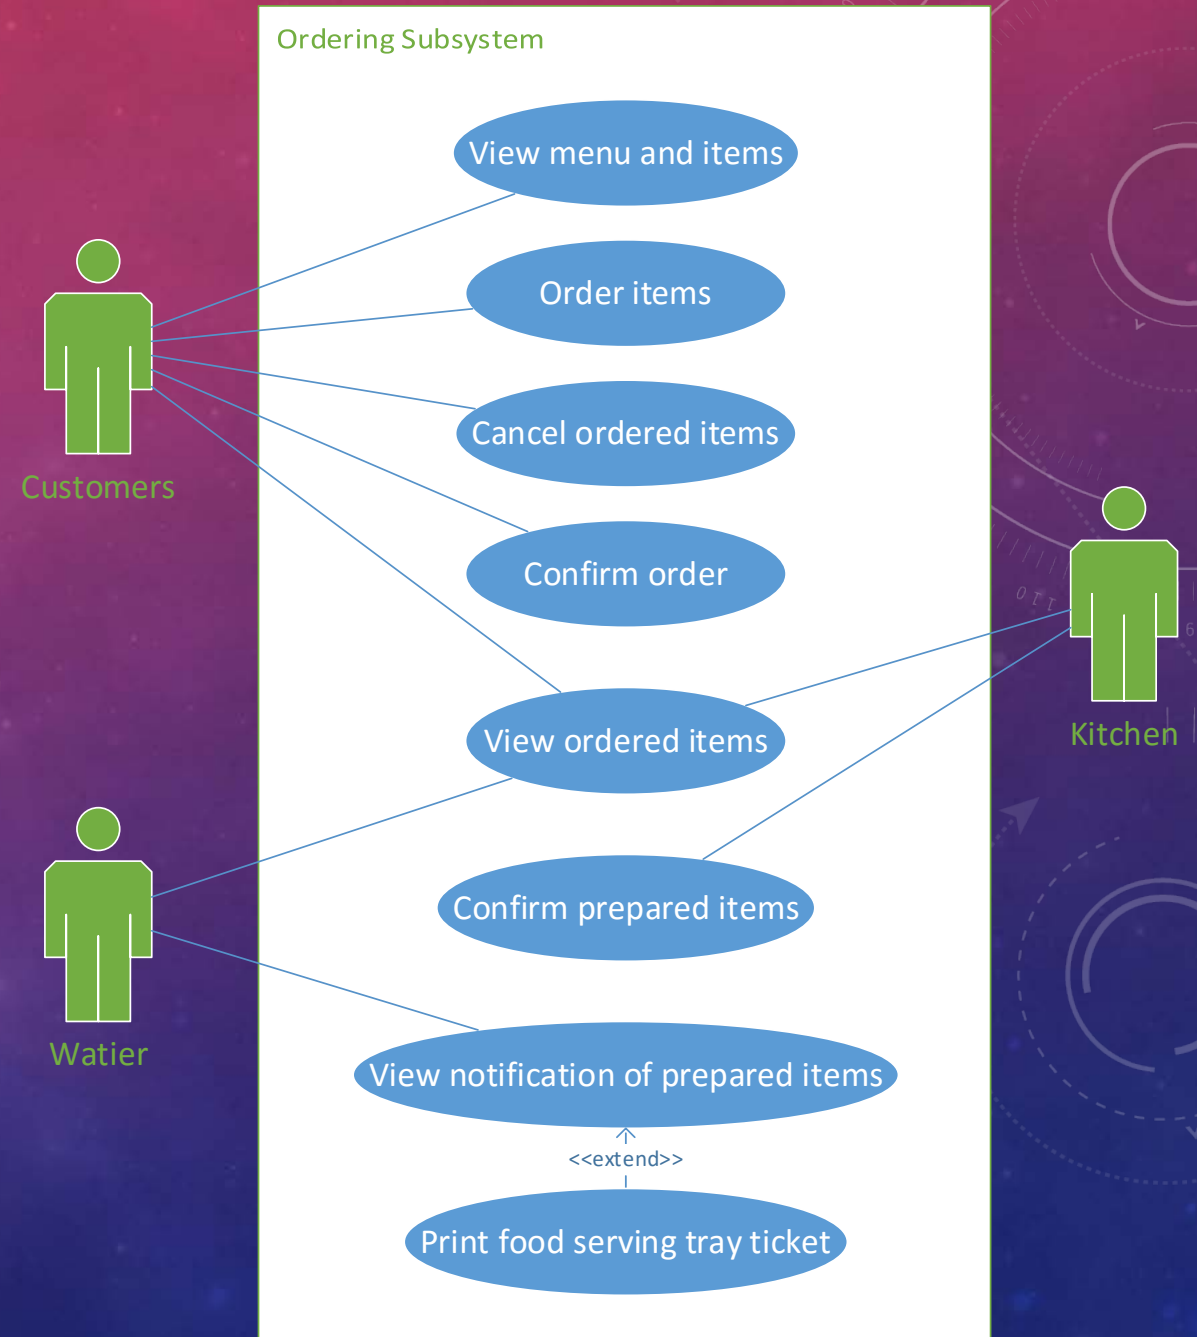 Ordering Subsystem
View menu and items
Order items
Cancel ordered items
Customers
Confirm order
View ordered items
Kitchen
Confirm prepared items
Watier
View notification of prepared items
<<extend>>
Print food serving tray ticket